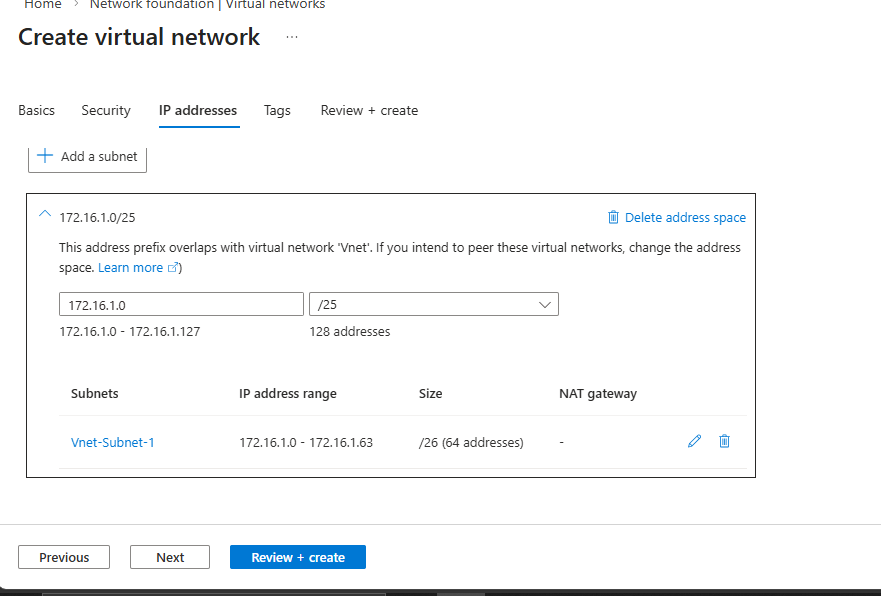 Home > Network foundation | Virtual networks
Create virtual network ...
Basics Security IP addresses Tags Review + create
+ Add a subnet
172.16.1.0/25 Delete address space
This address prefix overlaps with virtual network 'Vnet'. If you intend to peer these virtual networks, change the address
space. Learn more )
172.16.1.0 /25
172.16.1.0 - 172.16.1.127 128 addresses
Subnets IP address range Size NAT gateway
Vnet-Subnet-1 172.16.1.0 - 172.16.1.63 /26 (64 addresses) -
Previous Next Review + create